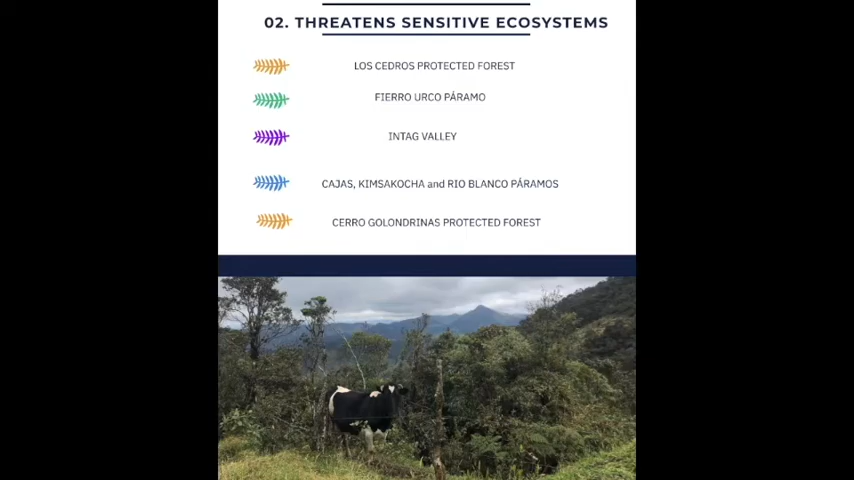 02. THREATENS SENSITIVE ECOSYSTEMS
LOS CEDROS PROTECTED FOREST
FIERRO URCO PÁRAMO
INTAG VALLEY
CAJAS, KIMSAKOCHA and RIO BLANCO PÁRAMOS
CERRO GOLONDRINAS PROTECTED FOREST